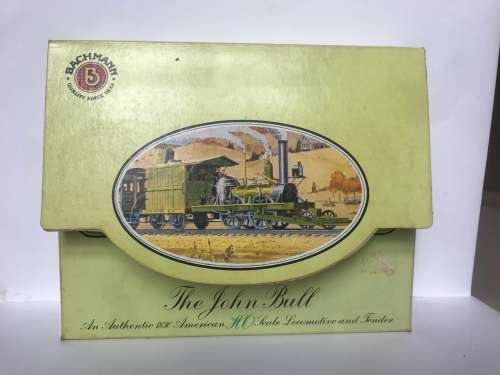 BACHMANN
QUALITY SINCE 1833
B
The John Bull
An Authentic 1830 American HO Scale Locomotive and Tender